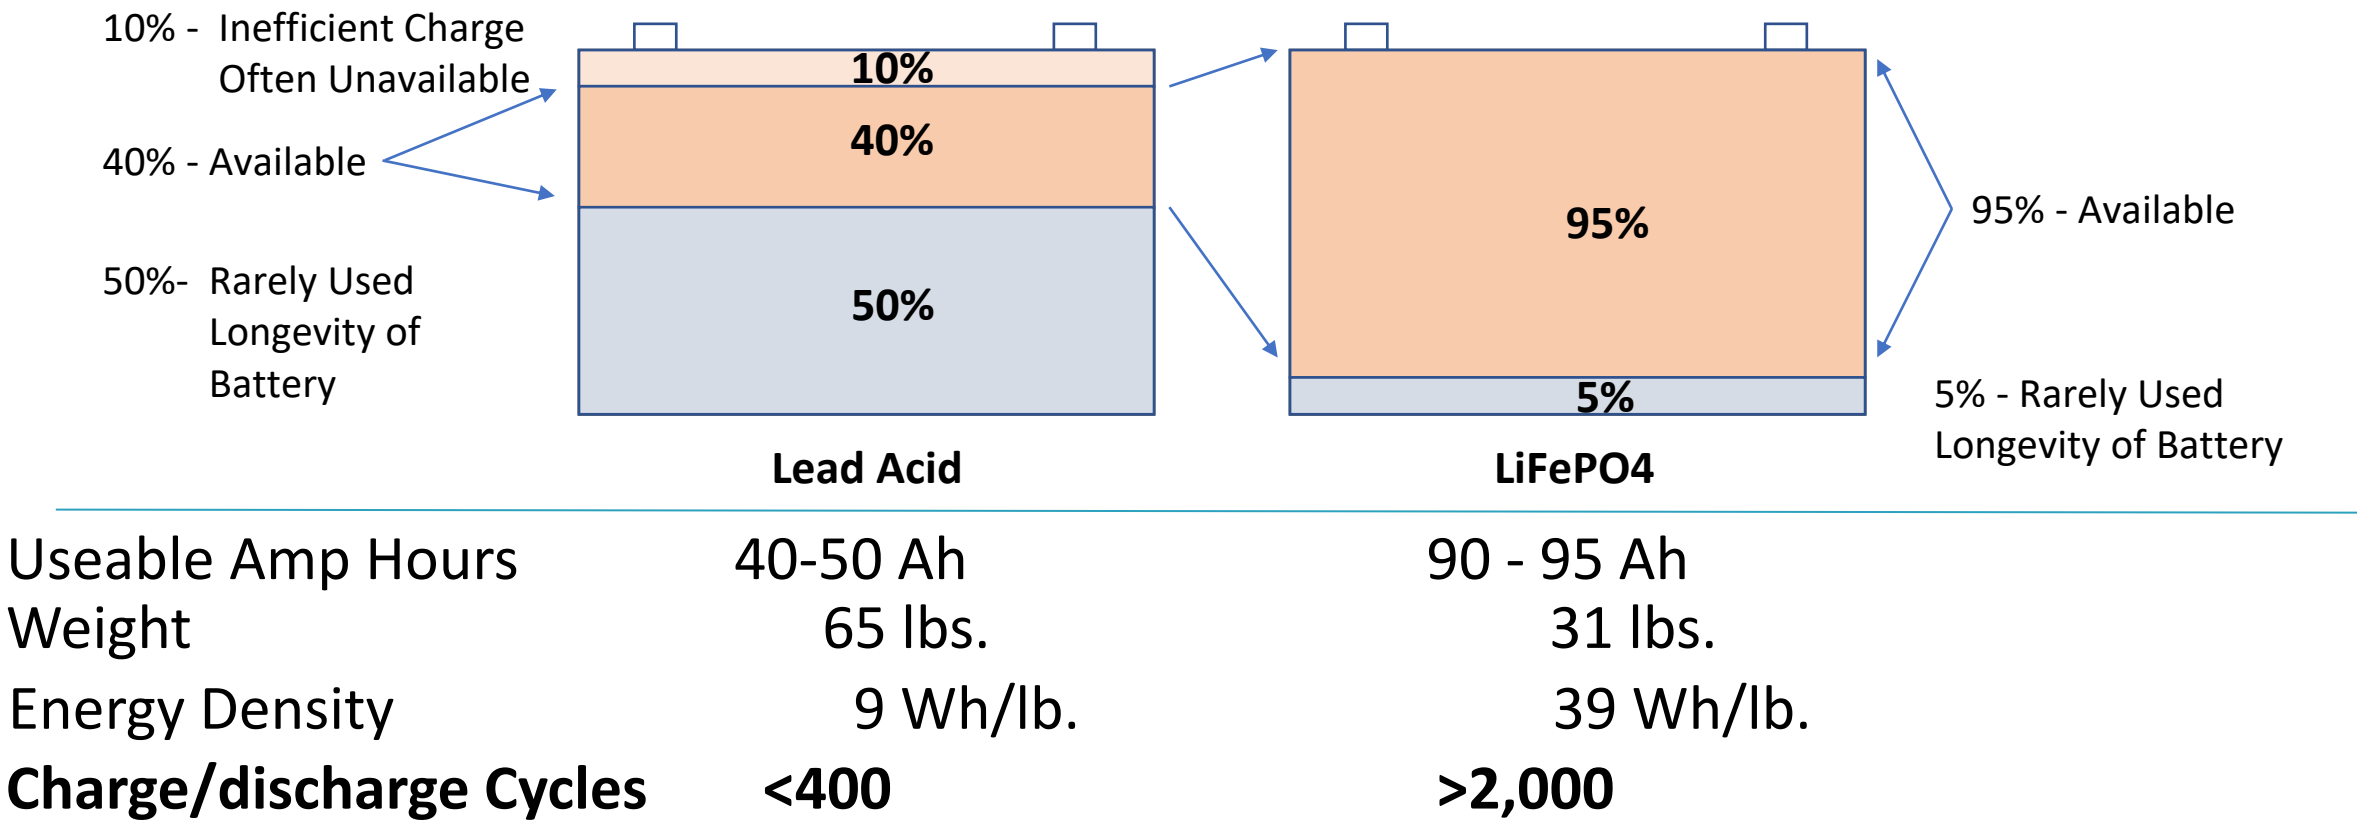 10% - Inefficient Charge
Often Unavailable
40% - Available
50%- Rarely Used
Longevity of
Battery
10%
40%
50%
Lead Acid
95%
5%
LiFePO4
95% - Available
5% - Rarely Used
Longevity of Battery
Useable Amp Hours 40-50 Ah 90 - 95 Ah
Weight 65 lbs. 31 lbs.
Energy Density 9 Wh/lb. 39 Wh/lb.
Charge/discharge Cycles <400 >2,000